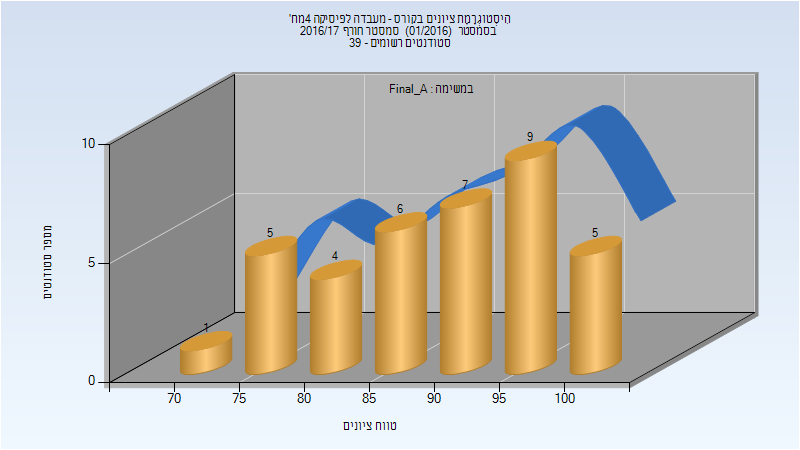 היסטוגרמת ציונים בקורס - מעבדה לפיסיקה 4מח'
בסמסטר (01/2016) סמסטר חורף 2016/17
סטודנטים רשומים - 39
במשימה : Final_A
מספר סטודנטים
10
5
0
1
5
4
6
7
9
5
70
75
80
85
90
95
100
טווח ציונים